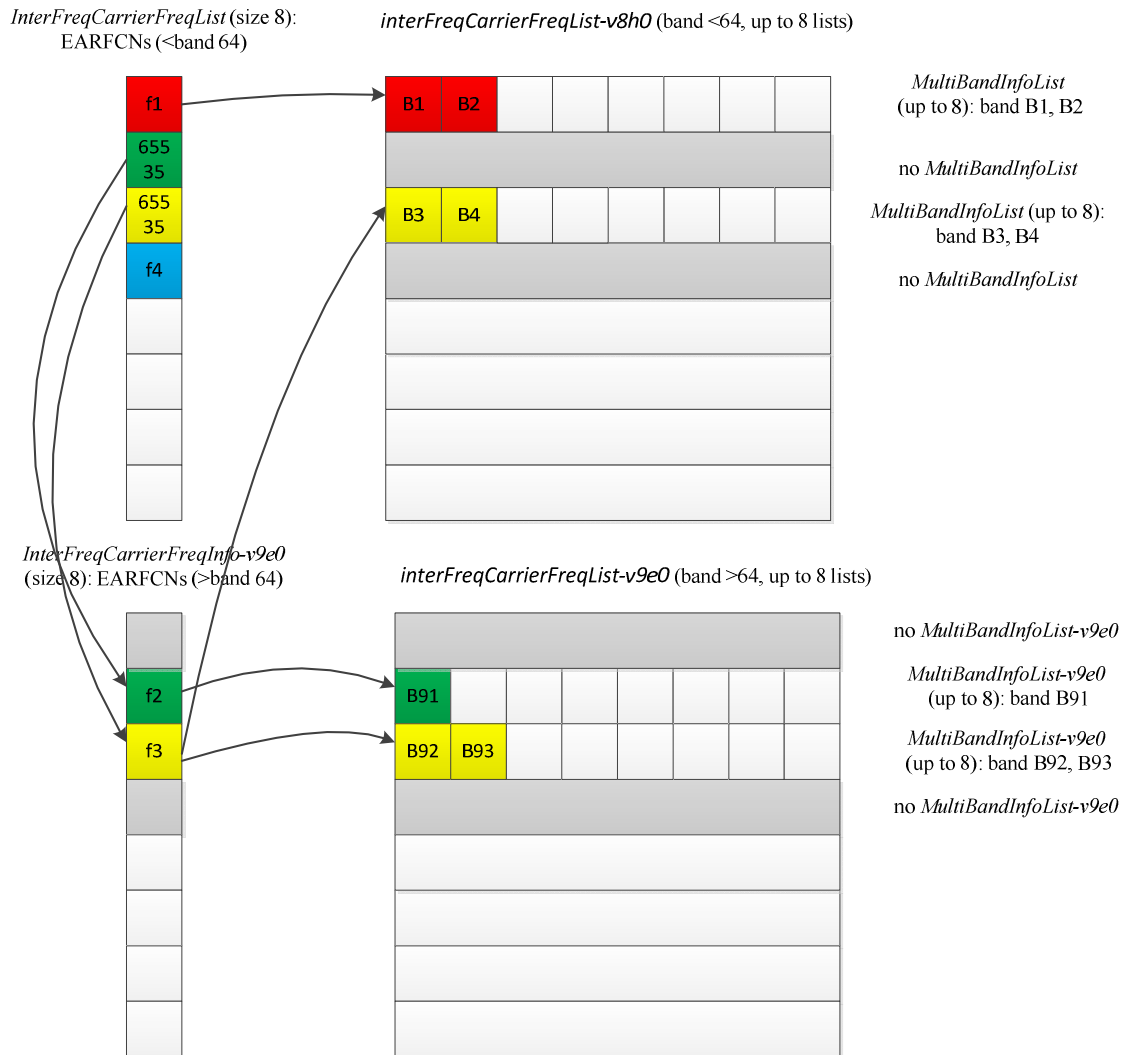 InterFreqCarrierFreqList (size 8):
EARFCNs (<band 64)
interFreqCarrierFreqList-v8h0 (band <64, up to 8 lists)
f1
B1 B2
MultiBandInfoList
(up to 8): band B1, B2
655
35
no MultiBandInfoList
655
35
B3 B4
MultiBandInfoList (up to 8):
band B3, B4
f4
no MultiBandInfoList
InterFreqCarrierFreqInfo-v9e0
(size 8): EARFCNs (>band 64)
interFreqCarrierFreqList-v9e0 (band >64, up to 8 lists)
no MultiBandInfoList-v9e0
f2
B91
MultiBandInfoList-v9e0
(up to 8): band B91
f3
B92 B93
MultiBandInfoList-v9e0
(up to 8): band B92, B93
no MultiBandInfoList-v9e0